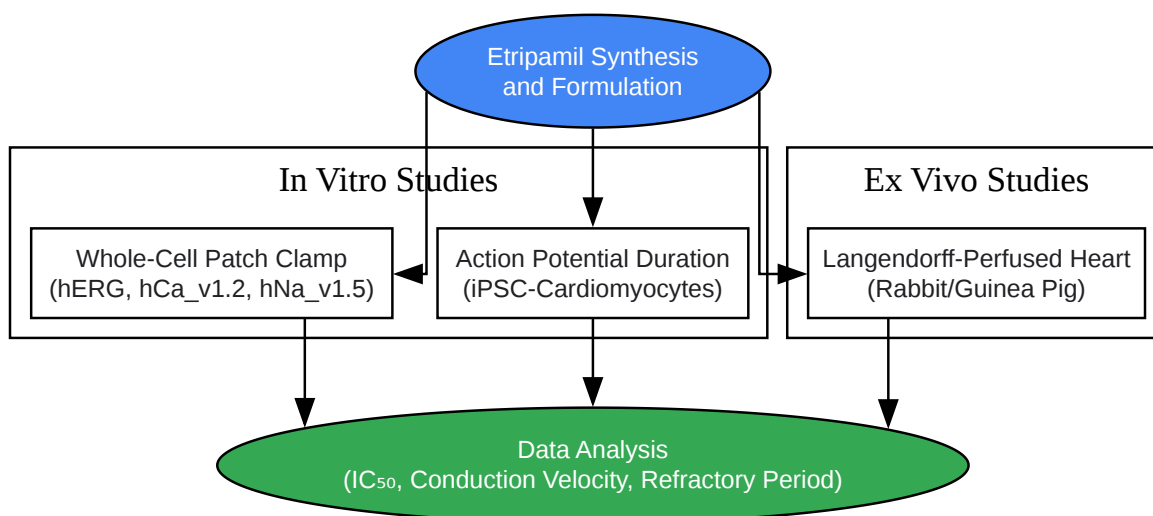 Etripamil Synthesis
and Formulation
In Vitro Studies
Ex Vivo Studies
Whole-Cell Patch Clamp
(hERG, hCa_v1.2, hNa_v1.5)
Action Potential Duration
(iPSC-Cardiomyocytes)
Langendorff-Perfused Heart
(Rabbit/Guinea Pig)
Data Analysis
(IC₅₀, Conduction Velocity, Refractory Period)